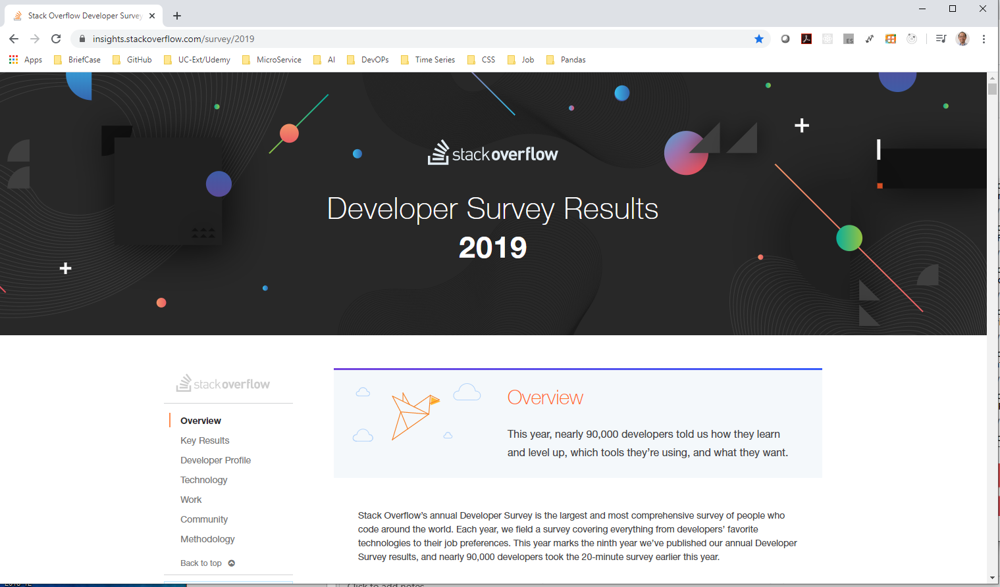 Stack Overflow Developer Survey
insights.stackoverflow.com/survey/2019
ES
Apps
BriefCase
GitHub
UC-Ext/Udemy
MicroService
AI
DevOPs
Time Series
CSS
Job
Pandas
stackoverflow
Developer Survey Results
2019
stackoverflow
Overview
Key Results
Developer Profile
Technology
Work
Community
Methodology
Back to top
Overview
This year, nearly 90,000 developers told us how they learn
and level up, which tools they're using, and what they want.
Stack Overflow's annual Developer Survey is the largest and most comprehensive survey of people who
code around the world. Each year, we field a survey covering everything from developers' favorite
technologies to their job preferences. This year marks the ninth year we've published our annual Developer
Survey results, and nearly 90,000 developers took the 20-minute survey earlier this year.
Click to add notes